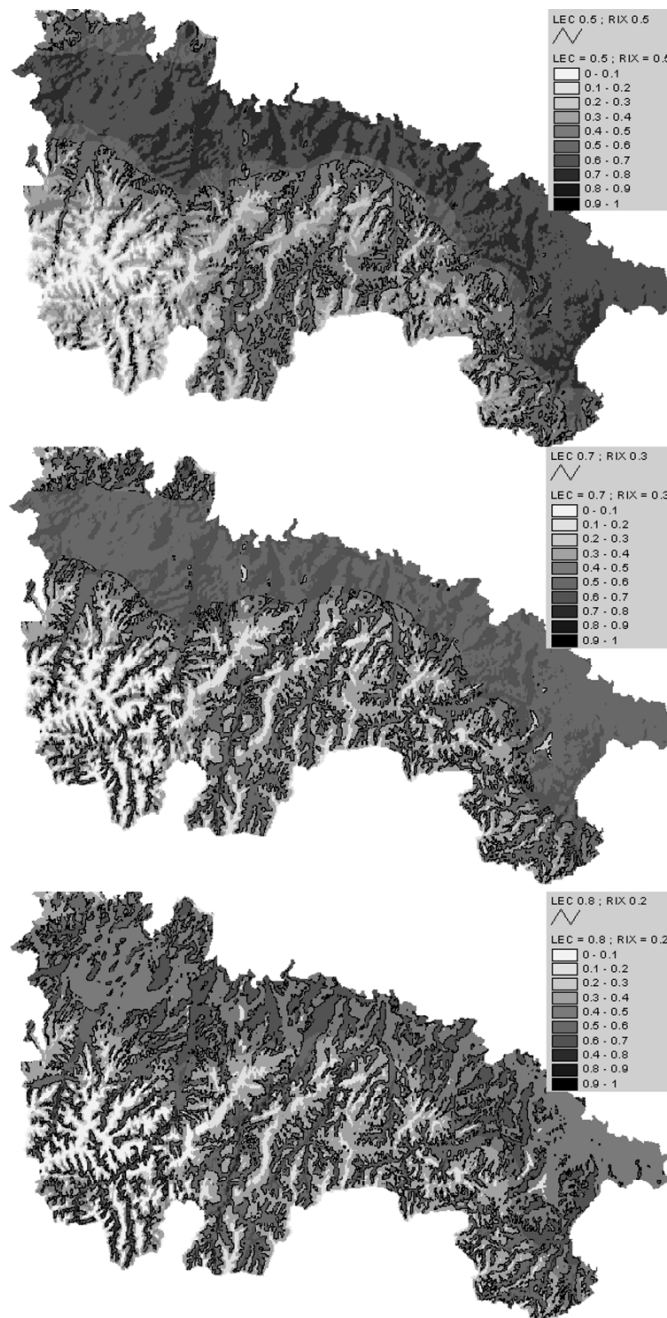 LEC 0.5 ; RIX 0.5
LEC = 0.5 ; RIX = 0.5
0 - 0.1
0.1 - 0.2
0.2 - 0.3
0.3 - 0.4
0.4 - 0.5
0.5 - 0.6
0.6 - 0.7
0.7 - 0.8
0.8 - 0.9
0.9 - 1
LEC 0.7 ; RIX 0.3
LEC = 0.7 ; RIX = 0.3
0 - 0.1
0.1 - 0.2
0.2 - 0.3
0.3 - 0.4
0.4 - 0.5
0.5 - 0.6
0.6 - 0.7
0.7 - 0.8
0.8 - 0.9
0.9 - 1
LEC 0.8 ; RIX 0.2
LEC = 0.8 ; RIX = 0.2
0 - 0.1
0.1 - 0.2
0.2 - 0.3
0.3 - 0.4
0.4 - 0.5
0.5 - 0.6
0.6 - 0.7
0.4 - 0.8
0.8 - 0.9
0.9 - 1